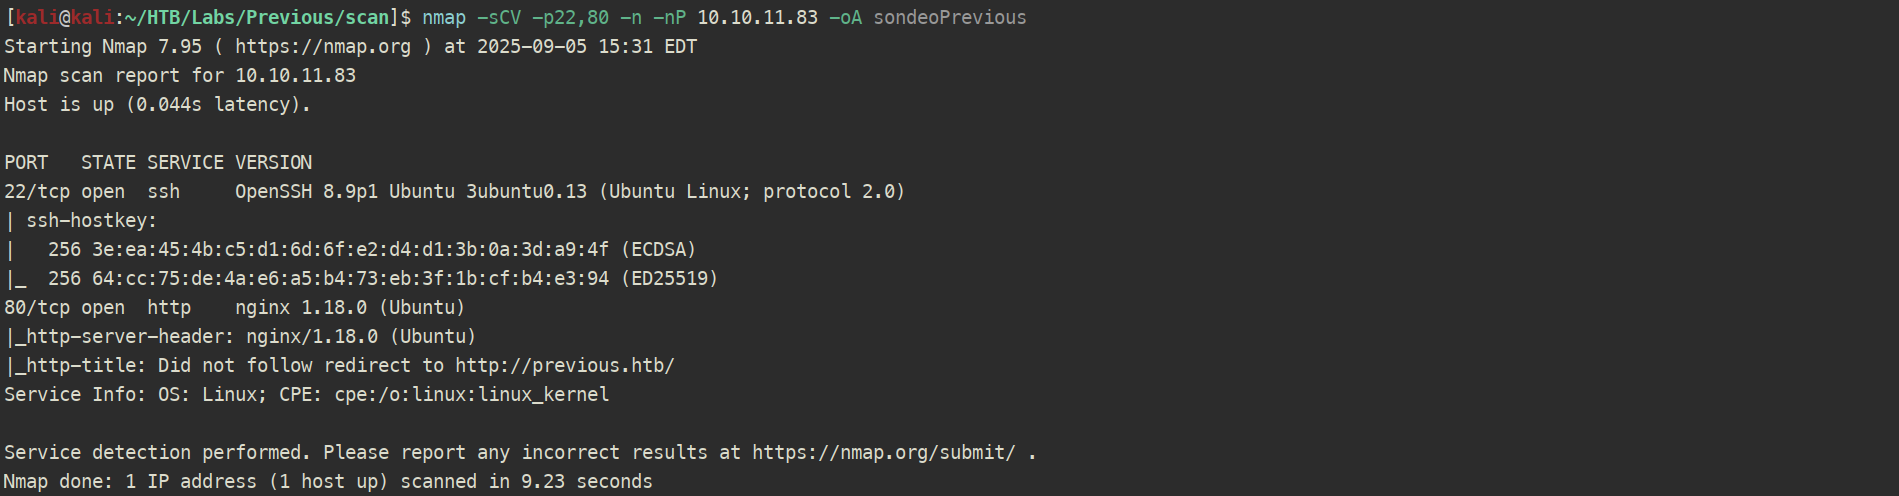 [kali@kali:~/HTB/Labs/Previous/scan]$ nmap -sCV -p22,80 -n -nP 10.10.11.83 -oA sondeoPrevious
Starting Nmap 7.95 ( https://nmap.org ) at 2025-09-05 15:31 EDT
Nmap scan report for 10.10.11.83
Host is up (0.044s latency).

PORT   STATE SERVICE VERSION
22/tcp open  ssh     OpenSSH 8.9p1 Ubuntu 3ubuntu0.13 (Ubuntu Linux; protocol 2.0)
| ssh-hostkey:
|   256 3e:ea:45:4b:c5:d1:6d:6f:e2:d4:d1:3b:0a:3d:a9:4f (ECDSA)
|_  256 64:cc:75:de:4a:e6:a5:b4:73:eb:3f:1b:cf:b4:e3:94 (ED25519)
80/tcp open  http    nginx 1.18.0 (Ubuntu)
|_http-server-header: nginx/1.18.0 (Ubuntu)
|_http-title: Did not follow redirect to http://previous.htb/
Service Info: OS: Linux; CPE: cpe:/o:linux:linux_kernel

Service detection performed. Please report any incorrect results at https://nmap.org/submit/ .
Nmap done: 1 IP address (1 host up) scanned in 9.23 seconds